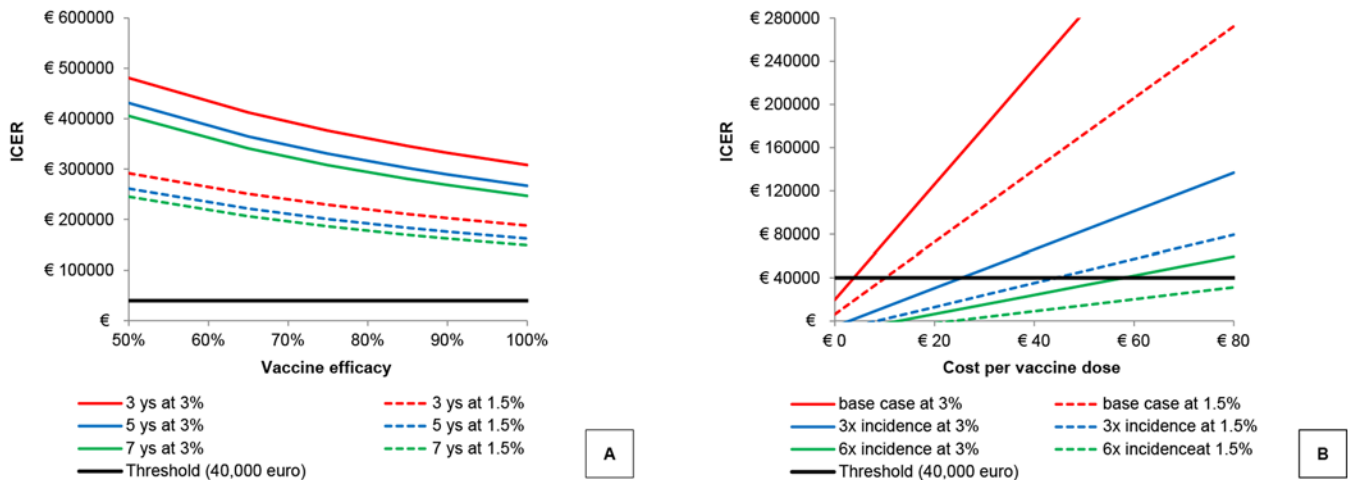 € 600000
€ 500000
€ 400000
€ 300000
€ 200000
€ 100000
€
ICER
50% 60% 70% 80% 90% 100%
Vaccine efficacy
3 ys at 3% 3 ys at 1.5%
5 ys at 3% 5 ys at 1.5%
7 ys at 3% 7 ys at 1.5%
Threshold (40,000 euro)
A
€ 280000
€ 240000
€ 200000
€ 160000
€ 120000
€ 80000
€ 40000
€
ICER
€ 0 € 20 € 40 € 60 € 80
Cost per vaccine dose
base case at 3% base case at 1.5%
3x incidence at 3% 3x incidence at 1.5%
6x incidence at 3% 6x incidenceat 1.5%
Threshold (40,000 euro)
B